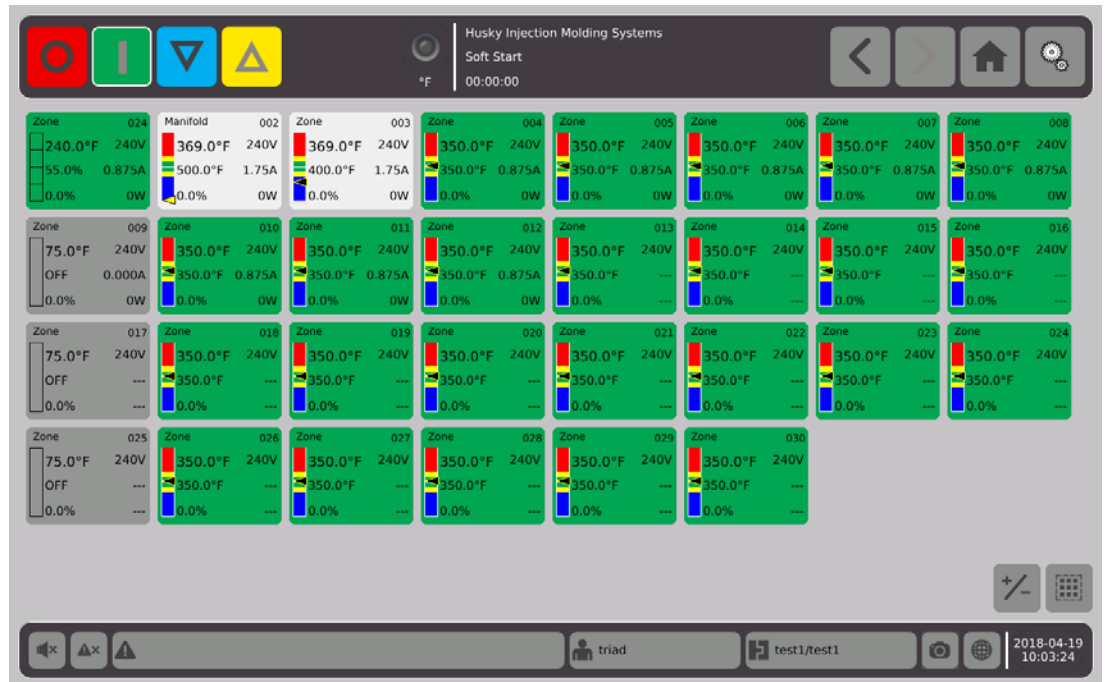 Husky Injection Molding Systems
Soft Start
°F 00:00:00
Zone 024 Manifold 002 Zone 003 Zone 004 Zone 005 Zone 006 Zone 007 Zone 008
240.0°F 240V 369.0°F 240V 369.0°F 240V 350.0°F 240V 350.0°F 240V 350.0°F 240V 350.0°F 240V 350.0°F 240V
55.0% 0.875A 500.0°F 1.75A 400.0°F 1.75A 350.0°F 0.875A 350.0°F 0.875A 350.0°F 0.875A 350.0°F 0.875A 350.0°F 0.875A
0.0% 0W 0.0% 0W 0.0% 0W 0.0% 0W 0.0% 0W 0.0% 0W 0.0% 0W 0.0% 0W
Zone 009 Zone 010 Zone 011 Zone 012 Zone 013 Zone 014 Zone 015 Zone 016
75.0°F 240V 350.0°F 240V 350.0°F 240V 350.0°F 240V 350.0°F 240V 350.0°F 240V 350.0°F 240V 350.0°F 240V
OFF 0.000A 350.0°F 0.875A 350.0°F 0.875A 350.0°F 0.875A 350.0°F --- 350.0°F --- 350.0°F --- 350.0°F ---
0.0% 0W 0.0% 0W 0.0% 0W 0.0% 0W 0.0% --- 0.0% --- 0.0% --- 0.0% ---
Zone 017 Zone 018 Zone 019 Zone 020 Zone 021 Zone 022 Zone 023 Zone 024
75.0°F 240V 350.0°F 240V 350.0°F 240V 350.0°F 240V 350.0°F 240V 350.0°F 240V 350.0°F 240V 350.0°F 240V
OFF --- 350.0°F --- 350.0°F --- 350.0°F --- 350.0°F --- 350.0°F --- 350.0°F --- 350.0°F ---
0.0% --- 0.0% --- 0.0% --- 0.0% --- 0.0% --- 0.0% --- 0.0% --- 0.0% ---
Zone 025 Zone 026 Zone 027 Zone 028 Zone 029 Zone 030
75.0°F 240V 350.0°F 240V 350.0°F 240V 350.0°F 240V 350.0°F 240V 350.0°F 240V
OFF --- 350.0°F --- 350.0°F --- 350.0°F --- 350.0°F --- 350.0°F ---
0.0% --- 0.0% --- 0.0% --- 0.0% --- 0.0% --- 0.0% ---
+/-
triad test1/test1 2018-04-19
10:03:24